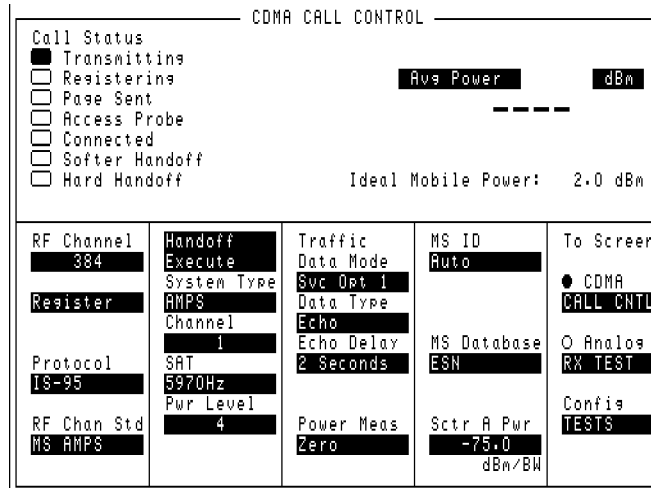 CDMA CALL CONTROL
Call Status
Transmitting
Registering
Page Sent
Access Probe
Connected
Softer Handoff
Hard Handoff
Avg Power dBm
----
Ideal Mobile Power: 2.0 dBm
RF Channel
384
Register
Protocol
IS-95
RF Chan Std
MS AMPS
Handoff
Execute
System Type
AMPS
Channel
1
SAT
5970Hz
Pwr Level
4
Traffic
Data Mode
Svc Opt 1
Data Type
Echo
Echo Delay
2 Seconds
Power Meas
Zero
MS ID
Auto
MS Database
ESN
Sctr A Pwr
-75.0
dBm/BW
To Screen
CDMA
CALL CNTL
Analog
RX TEST
Config
TESTS